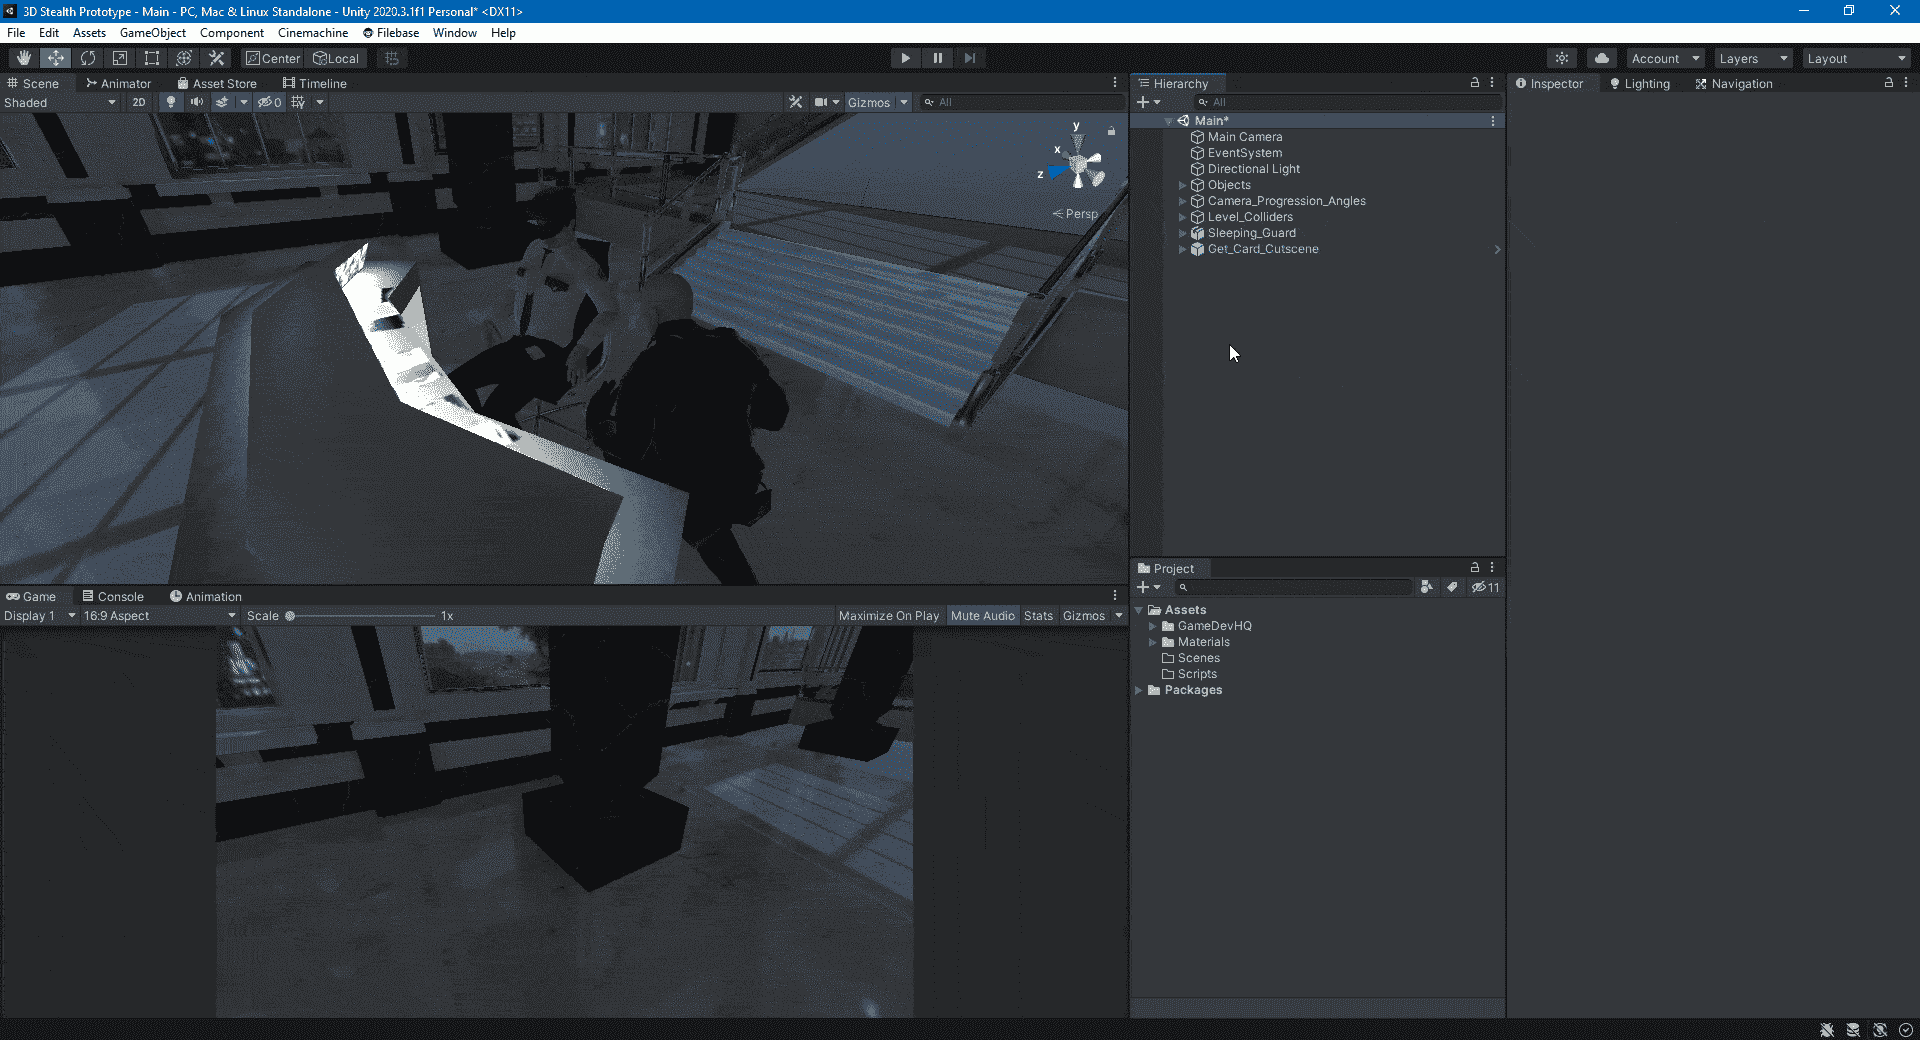 3D Stealth Prototype - Main - PC, Mac & Linux Standalone - Unity 2020.3.1f1 Personal* <DX11>
File Edit Assets GameObject Component Cinemachine Filebase Window Help
Center Local Account Layers Layout
Scene Animator Asset Store Timeline
Shaded 2D 0 Gizmos All
y
x
z
Persp
Hierarchy
All
Main*
Main Camera
EventSystem
Directional Light
Objects
Camera_Progression_Angles
Level_Colliders
Sleeping_Guard
Get_Card_Cutscene
Inspector Lighting Navigation
Game Console Animation
Display 1 16:9 Aspect Scale 1x Maximize On Play Mute Audio Stats Gizmos
Project
11
Assets
GameDevHQ
Materials
Scenes
Scripts
Packages